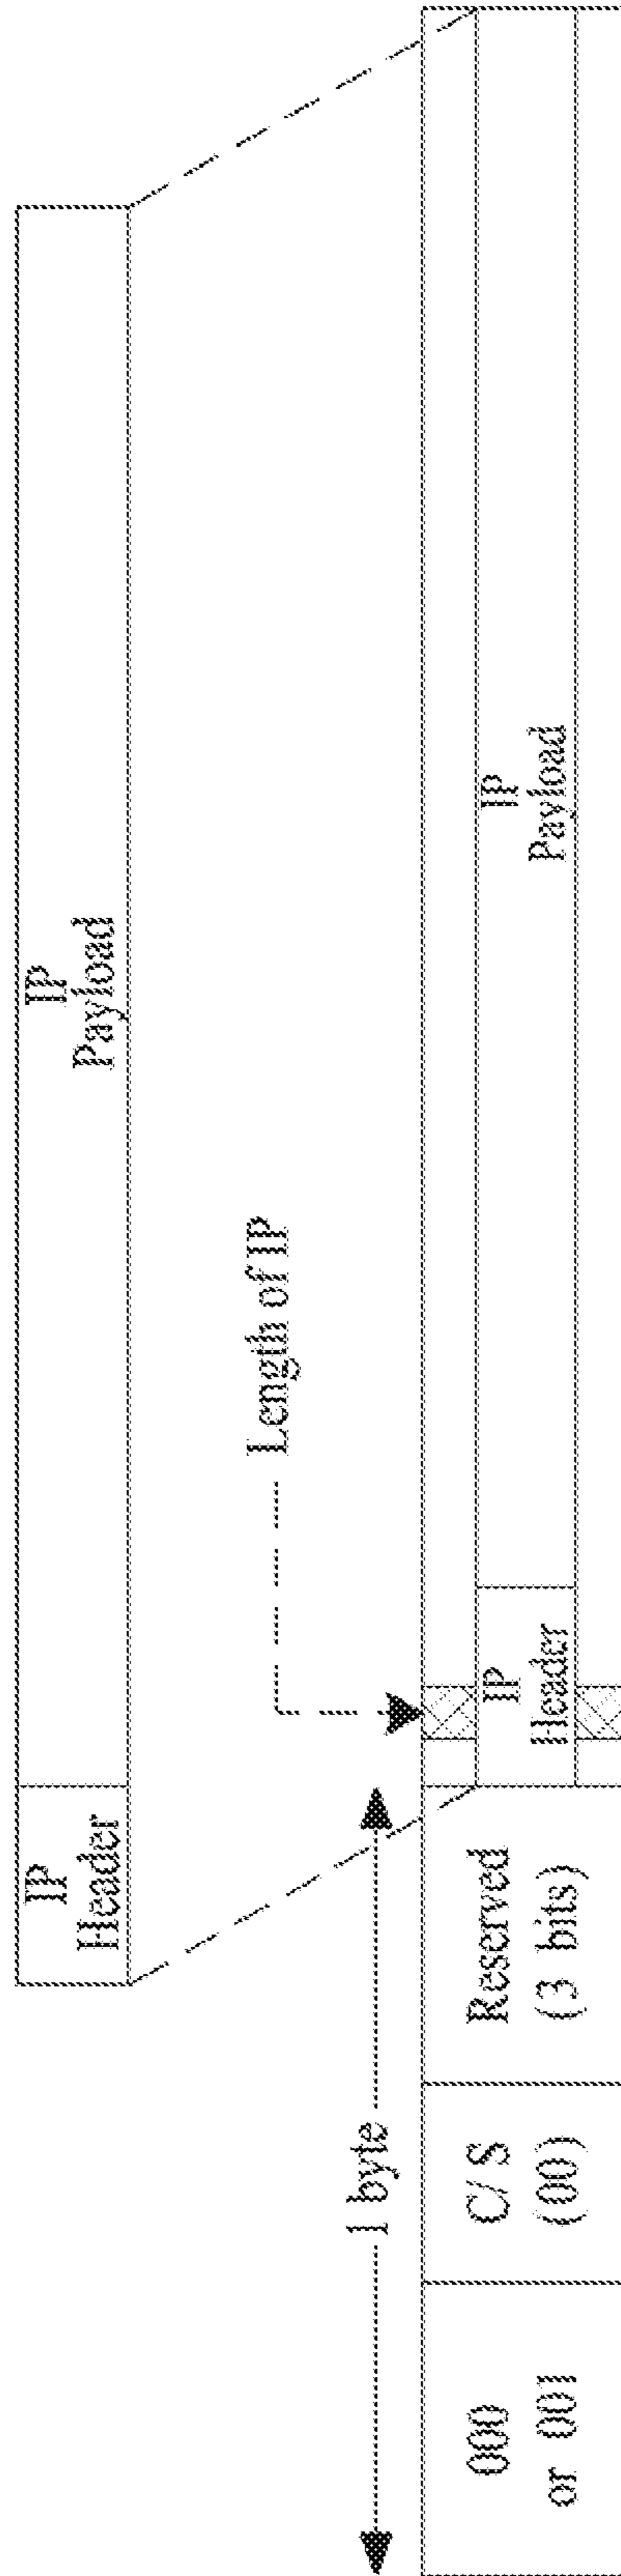 IP
Header
IP
Payload
Length of IP
1 byte
000
or 001
C/S
(00)
Reserved
(3 bits)
IP
Header
IP
Payload